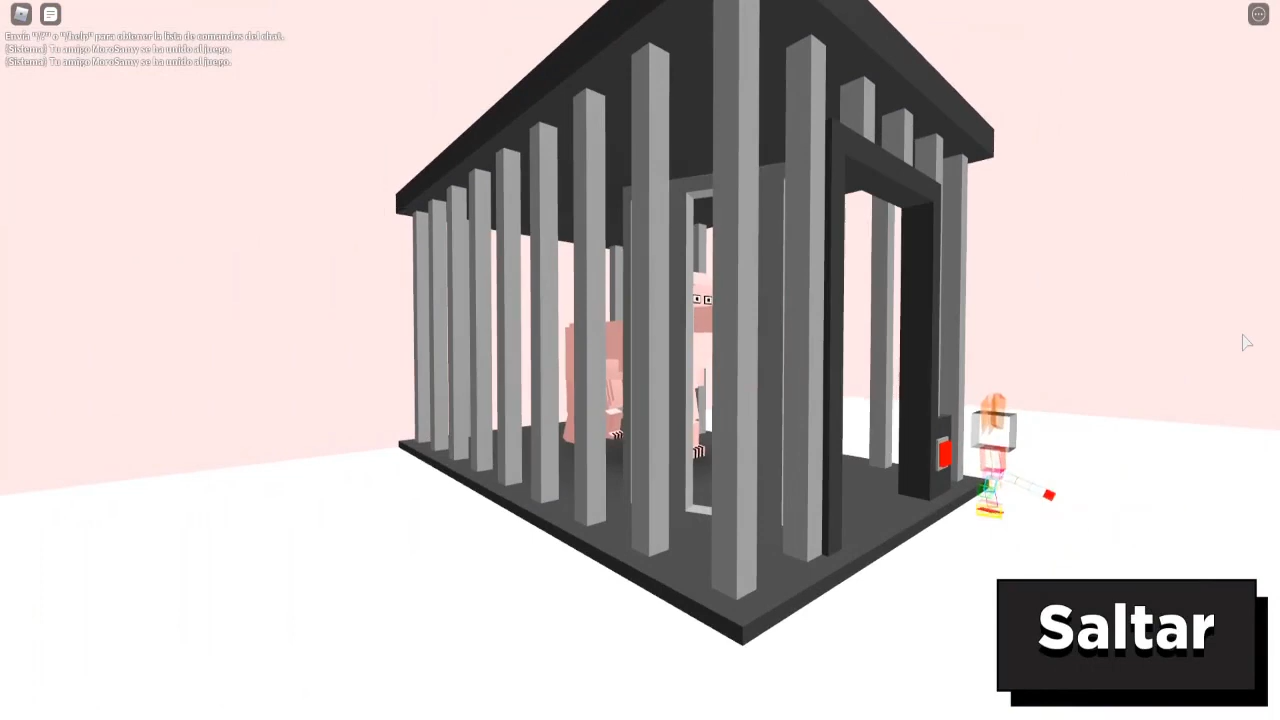 Envía "/?" o "/help" para obtener la lista de comandos del chat.
{Sistema} Tu amigo MoroSamy se ha unido al juego.
{Sistema} Tu amigo MoroSamy se ha unido al juego.
Saltar